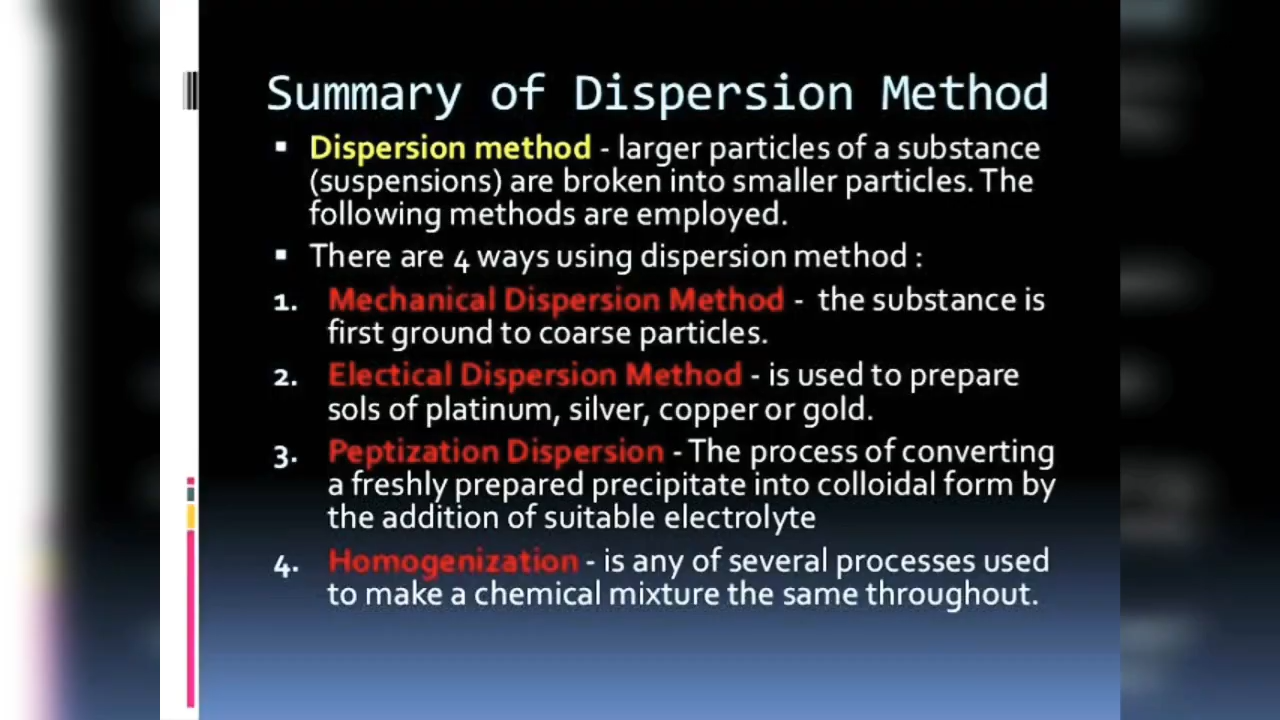 Summary of Dispersion Method
▪ Dispersion method - larger particles of a substance
(suspensions) are broken into smaller particles. The
following methods are employed.
▪ There are 4 ways using dispersion method :
1. Mechanical Dispersion Method - the substance is
first ground to coarse particles.
2. Electical Dispersion Method - is used to prepare
sols of platinum, silver, copper or gold.
3. Peptization Dispersion - The process of converting
a freshly prepared precipitate into colloidal form by
the addition of suitable electrolyte
4. Homogenization - is any of several processes used
to make a chemical mixture the same throughout.